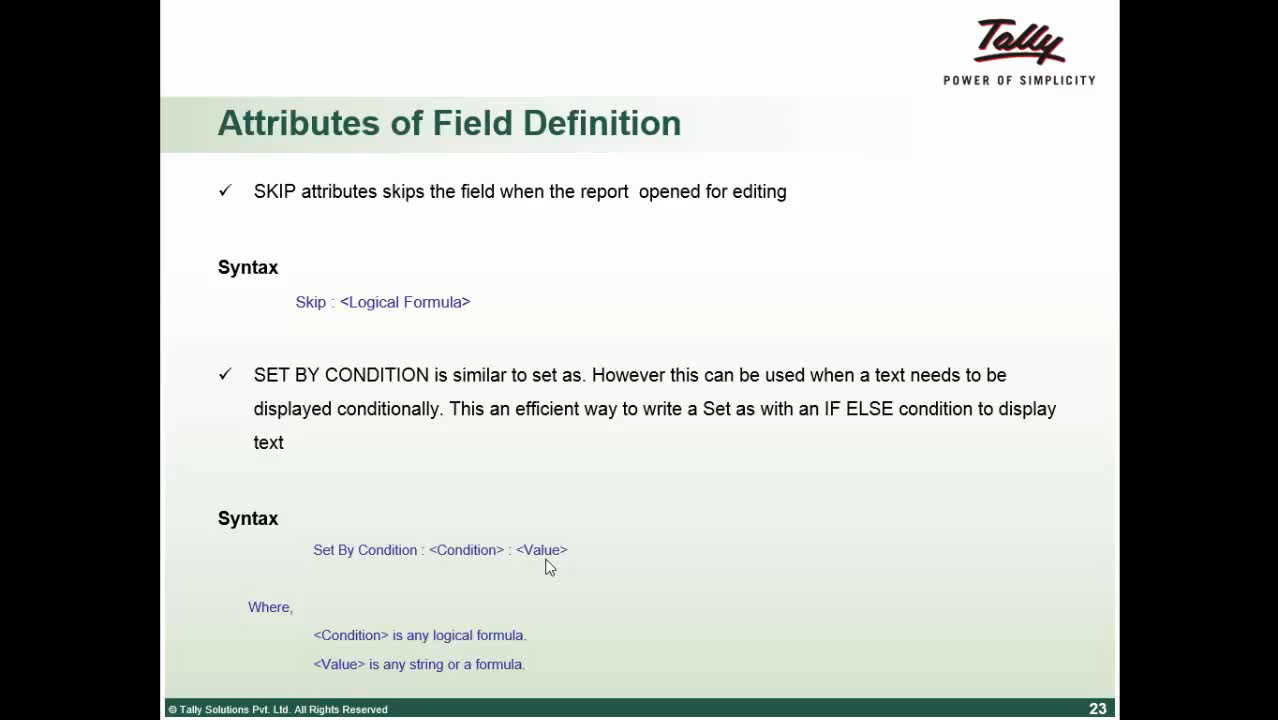 Tally
POWER OF SIMPLICITY
Attributes of Field Definition
✓ SKIP attributes skips the field when the report opened for editing
Syntax
Skip : <Logical Formula>
✓ SET BY CONDITION is similar to set as. However this can be used when a text needs to be
displayed conditionally. This an efficient way to write a Set as with an IF ELSE condition to display
text
Syntax
Set By Condition : <Condition> : <Value>
Where,
<Condition> is any logical formula.
<Value> is any string or a formula.
© Tally Solutions Pvt. Ltd. All Rights Reserved
23